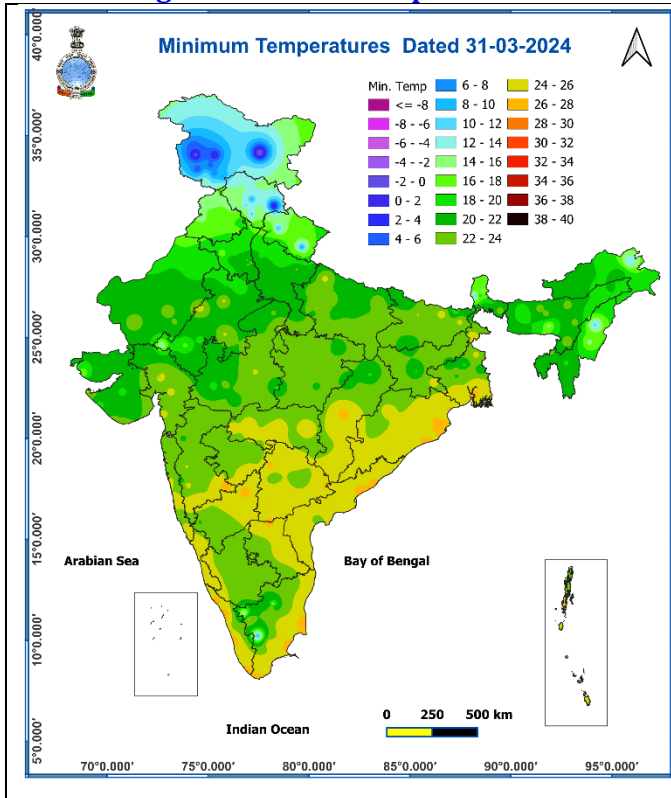 Minimum Temperatures Dated 31-03-2024
Min. Temp
<= -8
-8 - -6
-6 - -4
-4 - -2
-2 - 0
0 - 2
2 - 4
4 - 6
6 - 8
8 - 10
10 - 12
12 - 14
14 - 16
16 - 18
18 - 20
20 - 22
22 - 24
24 - 26
26 - 28
28 - 30
30 - 32
32 - 34
34 - 36
36 - 38
38 - 40
40°0.000'
35°0.000'
30°0.000'
25°0.000'
20°0.000'
15°0.000'
10°0.000'
5°0.000'
Arabian Sea
Bay of Bengal
Indian Ocean
0 250 500 km
70°0.000' 75°0.000' 80°0.000' 85°0.000' 90°0.000' 95°0.000'